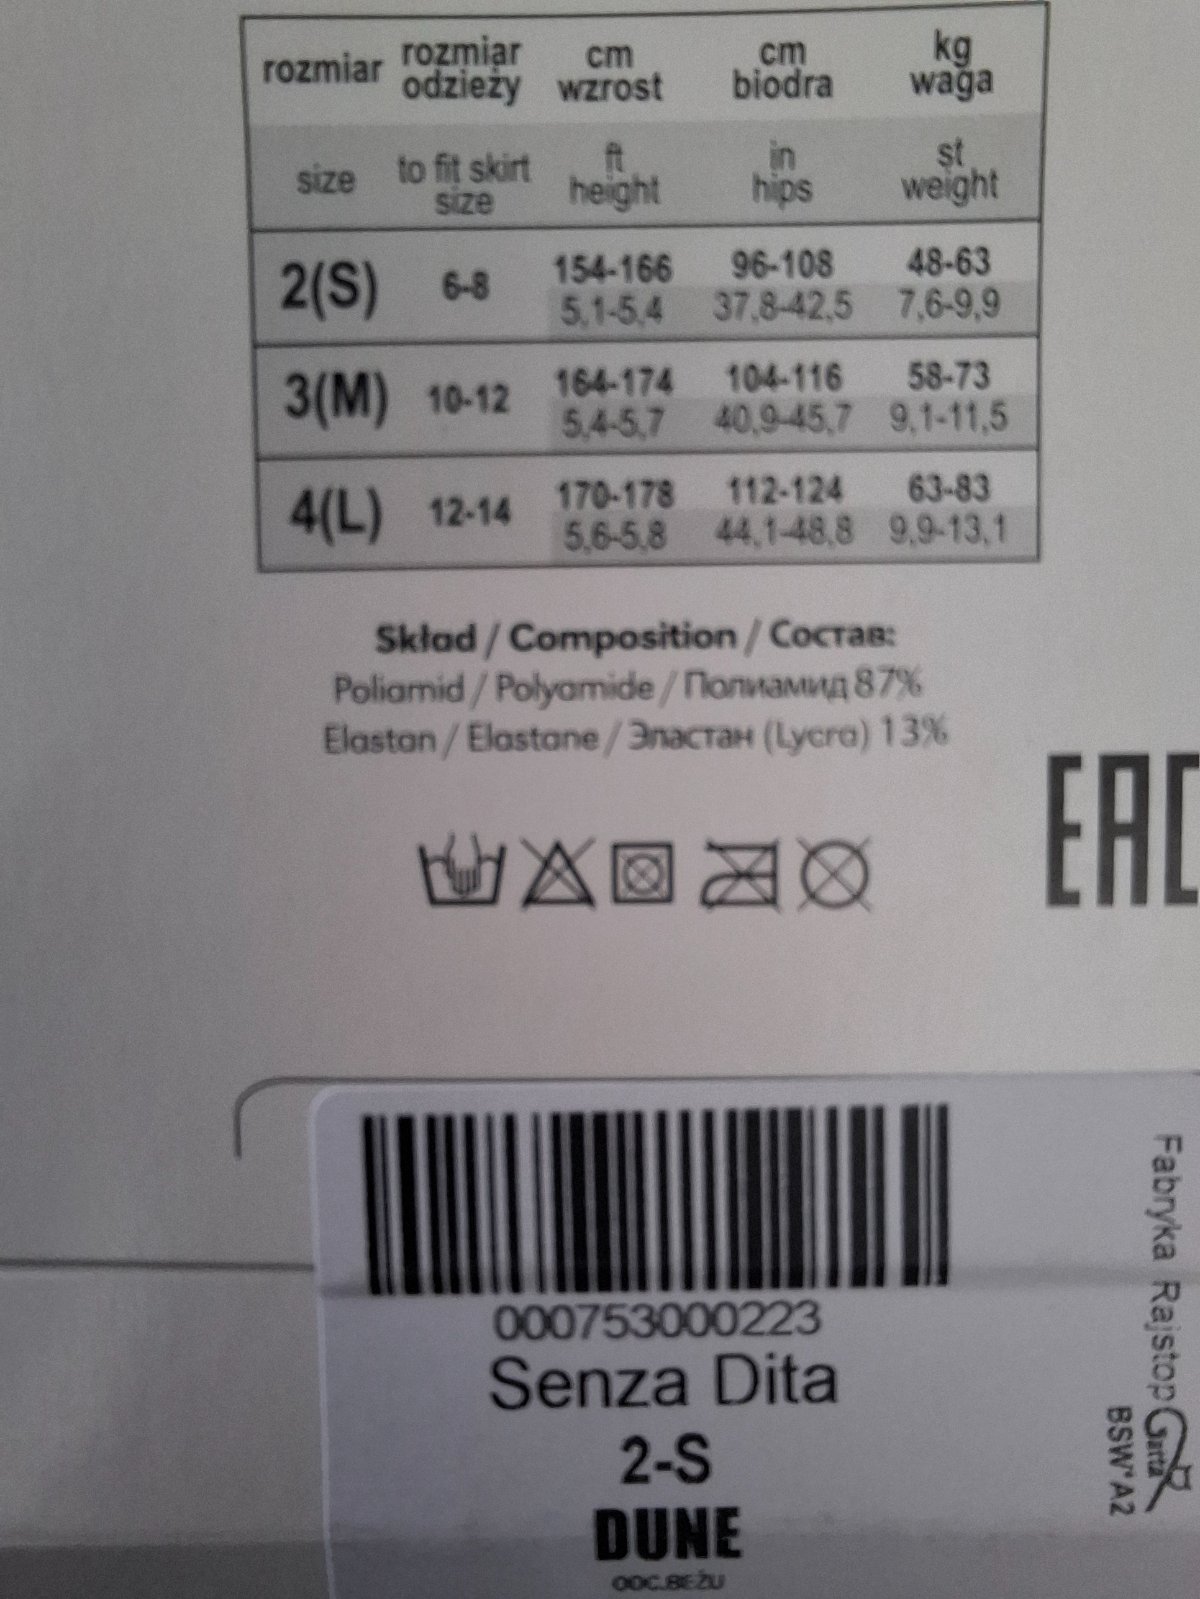 rozmiar rozmiar odzieży cm wzrost cm biodra kg waga
size to fit skirt size ft height in hips st weight
2(S) 6-8 154-166 96-108 48-63
5,1-5,4 37,8-42,5 7,6-9,9
3(M) 10-12 164-174 104-116 58-73
5,4-5,7 40,9-45,7 9,1-11,5
4(L) 12-14 170-178 112-124 63-83
5,6-5,8 44,1-48,8 9,9-13,1
Skład / Composition / Состав:
Poliamid / Polyamide / Полиамид 87%
Elastan / Elastane / Эластан (Lycra) 13%
EAC
000753000223
Senza Dita
2-S
DUNE
ODC.BEŻU
Fabryka Rajstop Gatta
BSW*A2